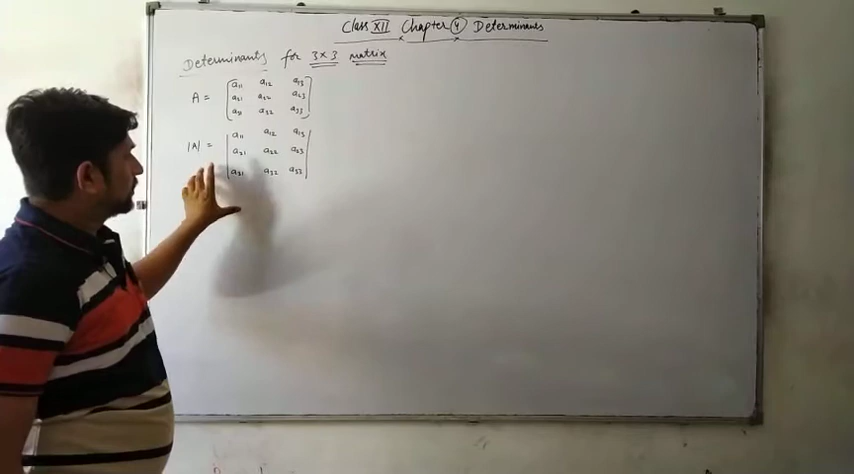 Class XII Chapter 4 Determinants
Determinants for 3×3 matrix
A = [ a₁₁ a₁₂ a₁₃
a₂₁ a₂₂ a₂₃
a₃₁ a₃₂ a₃₃ ]
|A| = | a₁₁ a₁₂ a₁₃
a₂₁ a₂₂ a₂₃
a₃₁ a₃₂ a₃₃ |